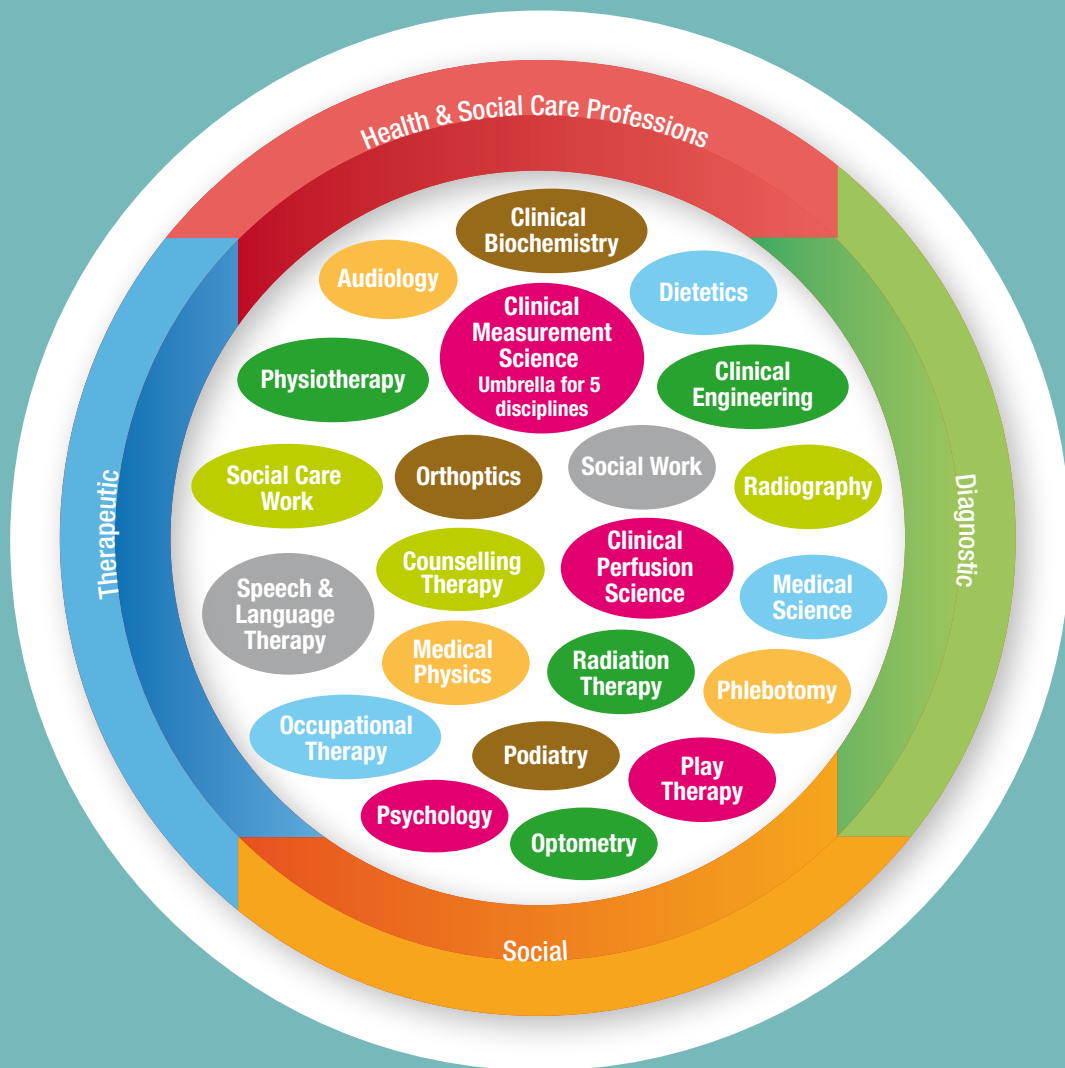 Health & Social Care Professions
Clinical
Biochemistry
Audiology
Dietetics
Clinical
Measurement
Science
Umbrella for 5
disciplines
Physiotherapy
Clinical
Engineering
Social Care
Work
Orthoptics
Social Work
Radiography
Therapeutic
Diagnostic
Counselling
Therapy
Clinical
Perfusion
Science
Speech &
Language
Therapy
Medical
Science
Medical
Physics
Radiation
Therapy
Phlebotomy
Occupational
Therapy
Podiatry
Play
Therapy
Psychology
Optometry
Social